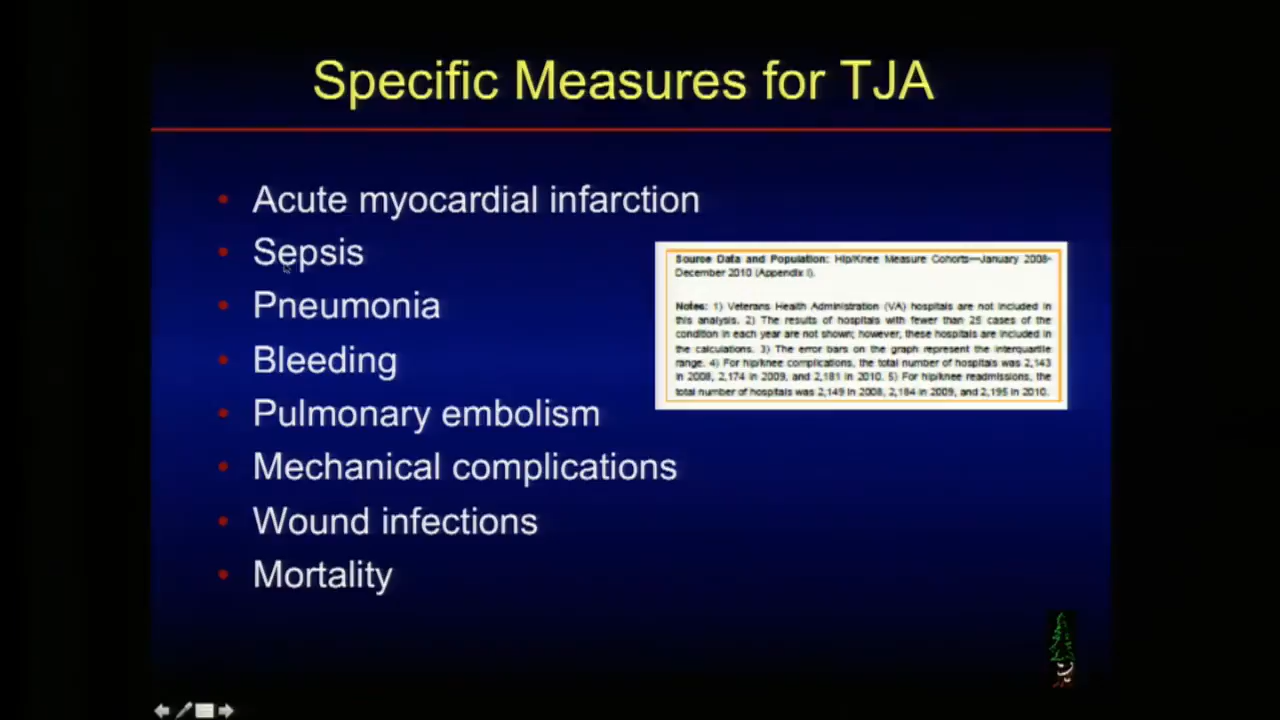 Specific Measures for TJA
• Acute myocardial infarction
• Sepsis
• Pneumonia
• Bleeding
• Pulmonary embolism
• Mechanical complications
• Wound infections
• Mortality
Source Data and Population: Hip/Knee Measure Cohorts—January 2008-
December 2010 (Appendix I).
Notes: 1) Veterans Health Administration (VA) hospitals are not included in
this analysis. 2) The results of hospitals with fewer than 25 cases of the
condition in each year are not shown; however, these hospitals are included in
the calculations. 3) The error bars on the graph represent the interquartile
range. 4) For hip/knee complications, the total number of hospitals was 2,143
in 2008, 2,174 in 2009, and 2,181 in 2010. 5) For hip/knee readmissions, the
total number of hospitals was 2,149 in 2008, 2,184 in 2009, and 2,195 in 2010.